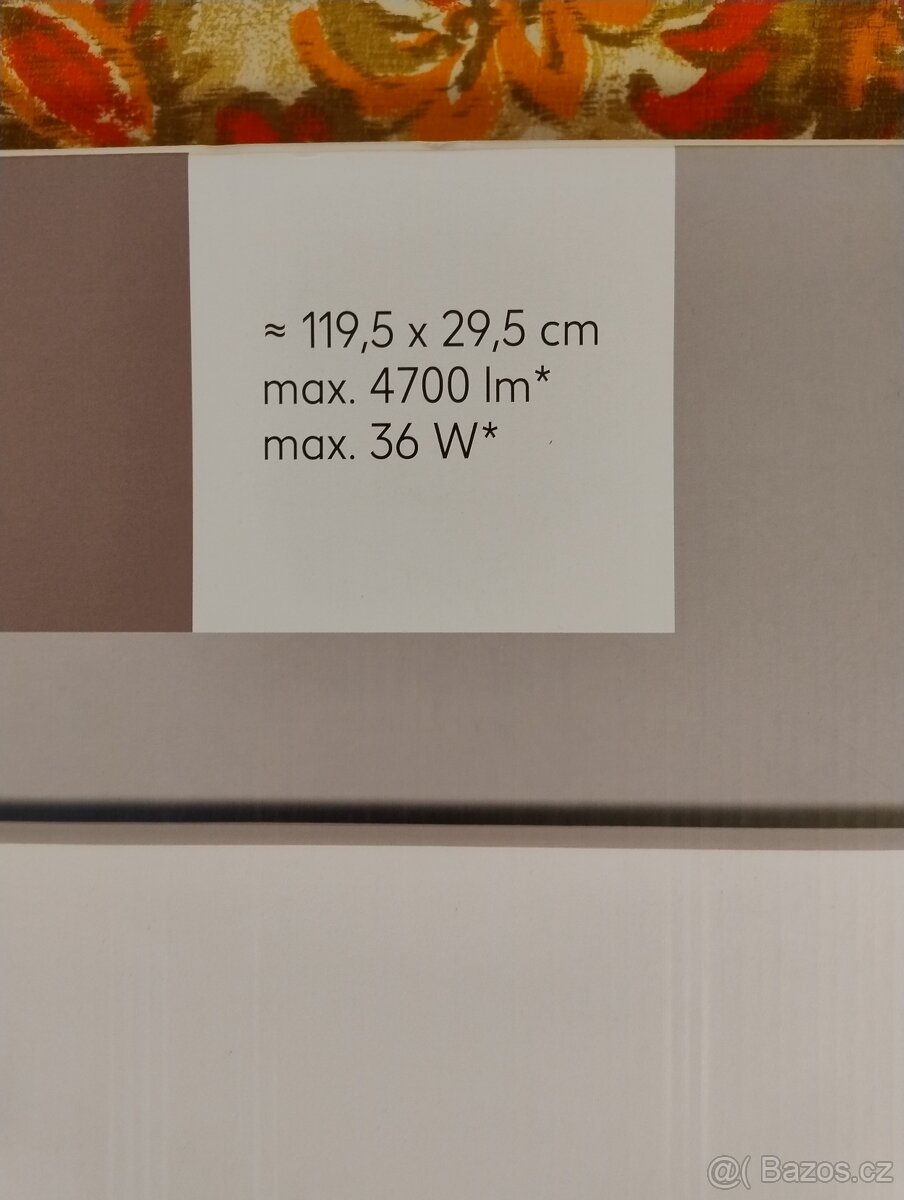 ≈ 119,5 x 29,5 cm
max. 4700 lm*
max. 36 W*
@( Bazos.cz